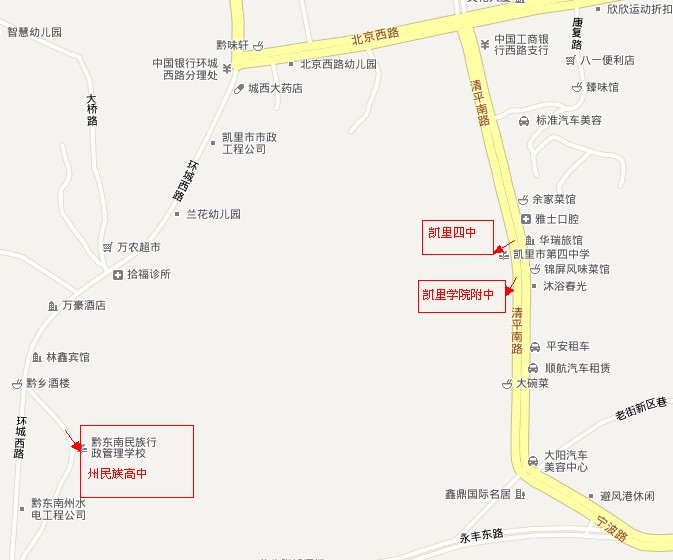 欣欣运动折扣
智慧幼儿园
康
复
路
黔味轩
北京西路
中国工商银
行西路支行
中国银行环城
西路分理处
北京西路幼儿园
八一便利店
城西大药店
清
平
南
路
臻味馆
大
桥
路
标准汽车美容
凯里市市政
工程公司
环
城
西
路
余家菜馆
兰花幼儿园
雅士口腔
凯里四中
华瑞旅馆
万农超市
凯里市第四中学
拾福诊所
锦屏风味菜馆
凯里学院附中
沐浴春光
万豪酒店
清
平
南
路
平安租车
林鑫宾馆
顺航汽车租赁
黔乡酒楼
大碗菜
老街新区巷
环
城
西
路
黔东南民族行
政管理学校
州民族高中
大阳汽车
美容中心
鑫鼎国际名居
避风港休闲
黔东南州水
电工程公司
宁波路
永丰东路